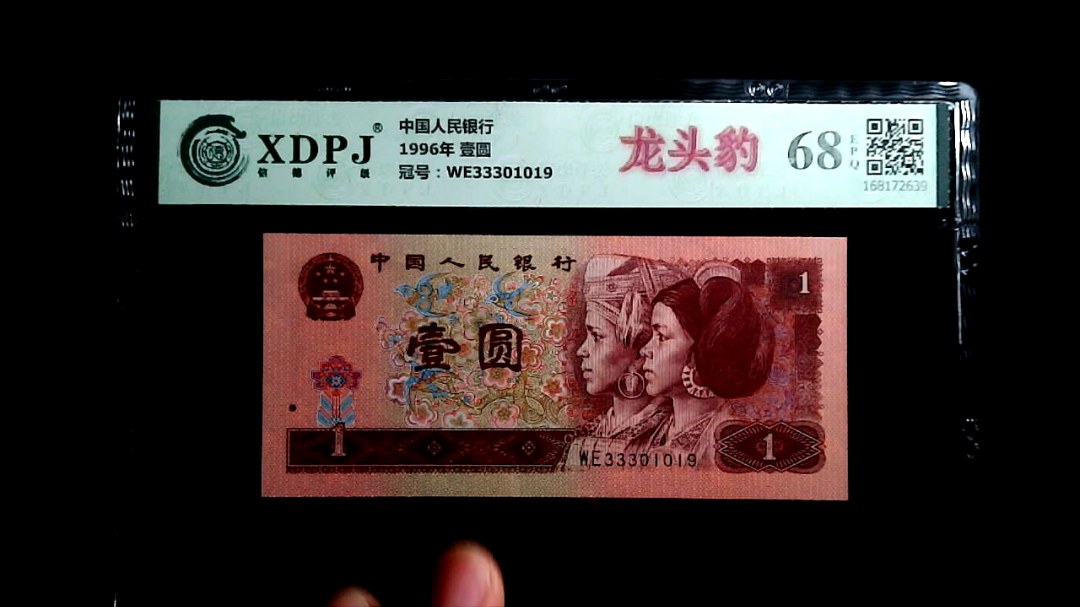 XDPJ®
信德评级
中国人民银行
1996年 壹圆
冠号：WE33301019
龙头豹
68
EPQ
168172639
中国人民银行
1
壹圆
1
WE33301019
1